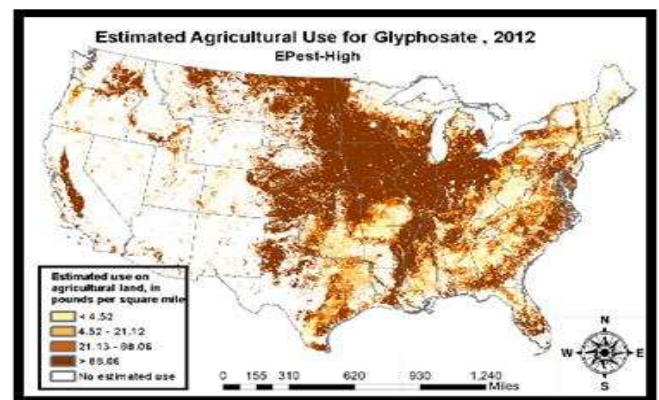 Estimated Agricultural Use for Glyphosate , 2012
EPest-High
Estimated use on
agricultural land, in
pounds per square mile
< 4.52
4.52 - 21.12
21.13 - 88.06
> 88.06
No estimated use
0 155 310 620 930 1,240
Miles
N
W E
S